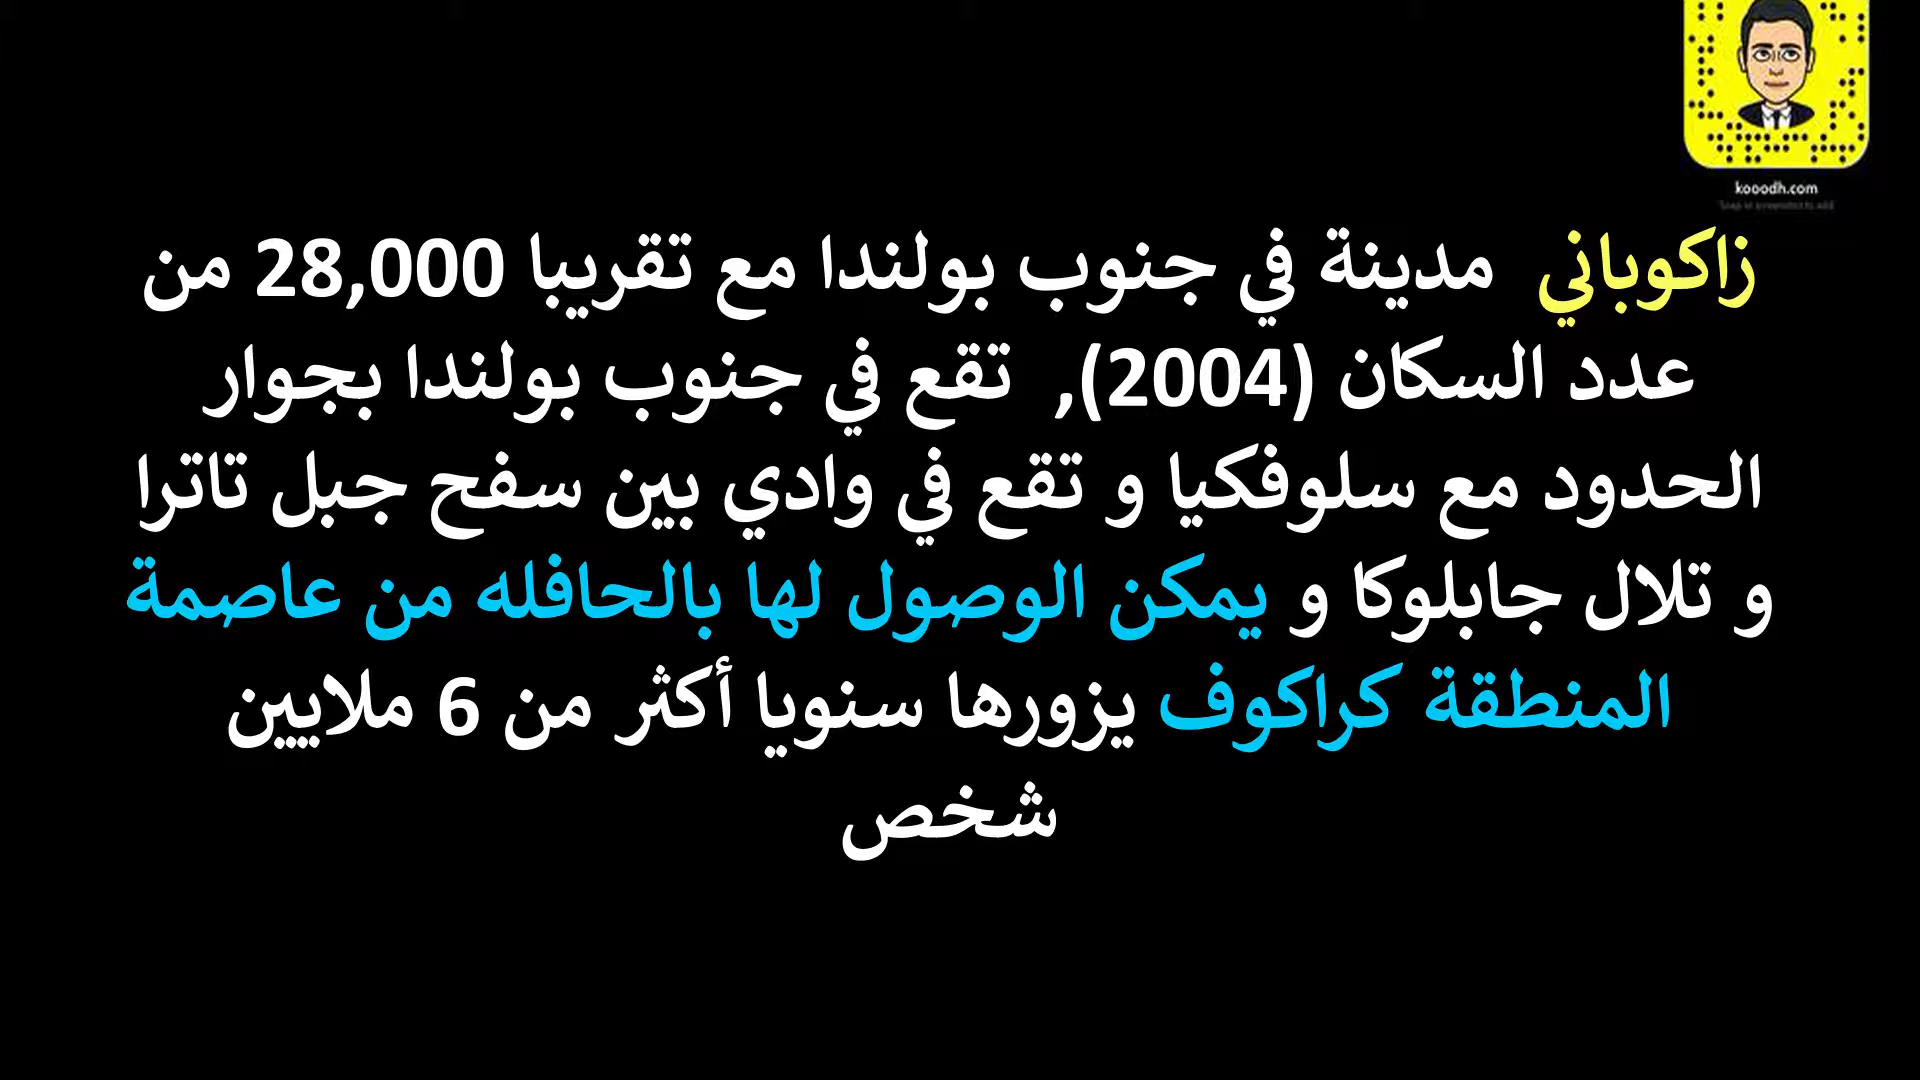 kooodh.com
زاكوباني  مدينة في جنوب بولندا مع تقريبا 28,000 من
عدد السكان (2004),  تقع في جنوب بولندا بجوار
الحدود مع سلوفكيا و تقع في وادي بين سفح جبل تاترا
و تلال جابلوكا و يمكن الوصول لها بالحافله من عاصمة
المنطقة كراكوف يزورها سنويا أكثر من 6 ملايين
شخص